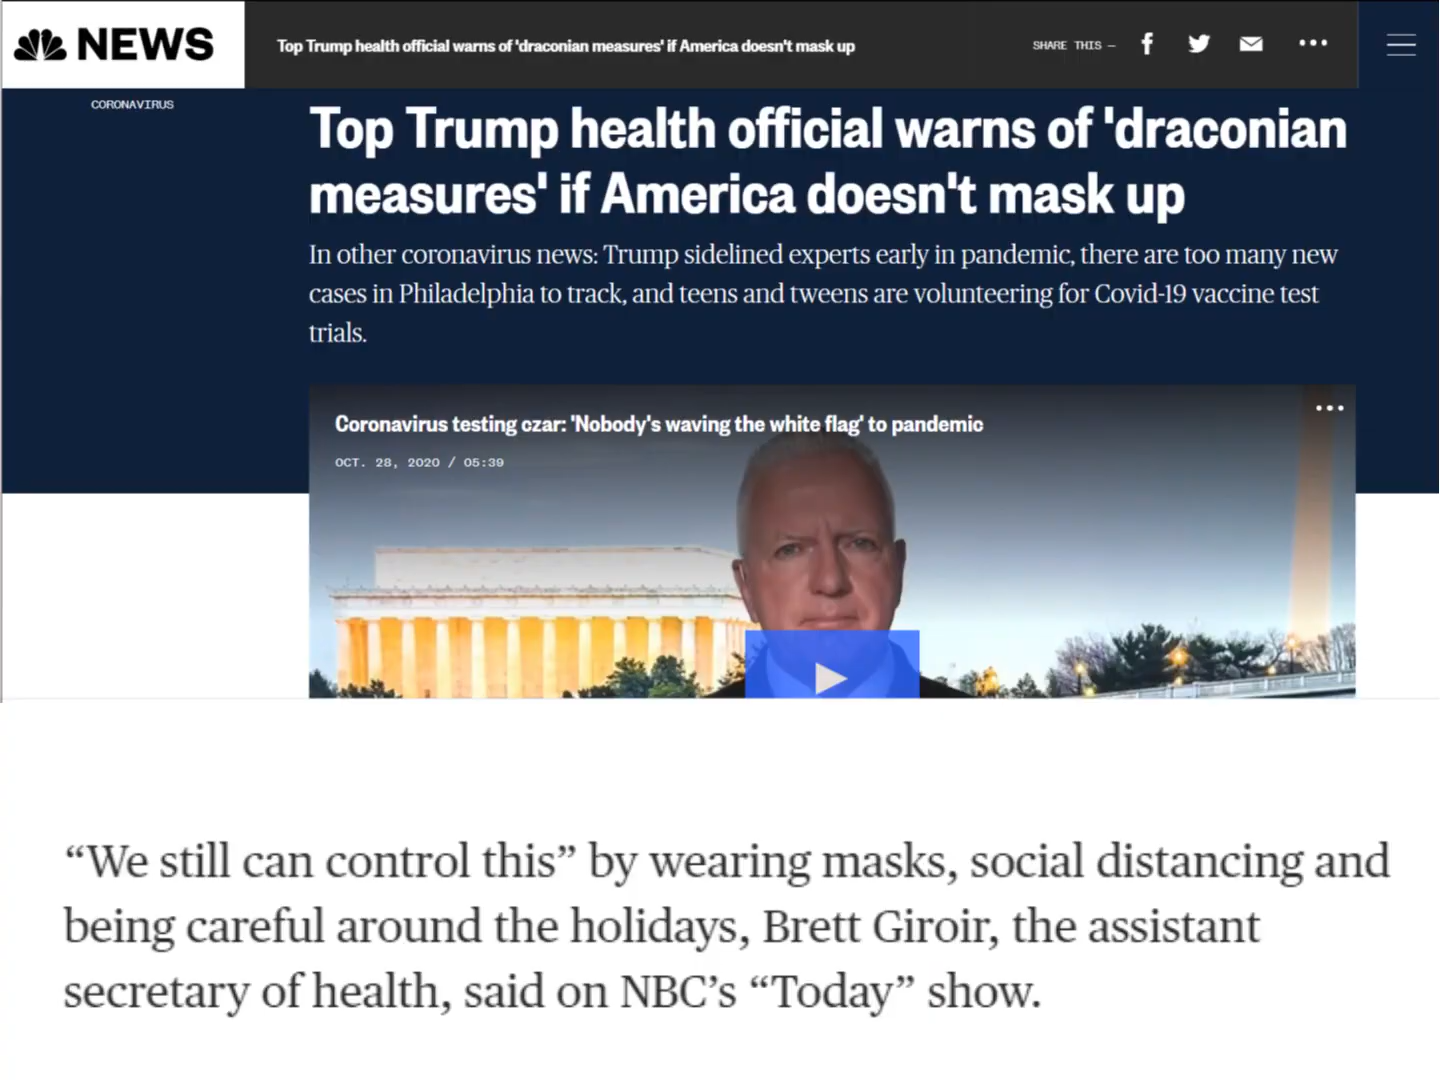 NEWS
Top Trump health official warns of 'draconian measures' if America doesn't mask up
SHARE THIS —
CORONAVIRUS
Top Trump health official warns of 'draconian
measures' if America doesn't mask up
In other coronavirus news: Trump sidelined experts early in pandemic, there are too many new
cases in Philadelphia to track, and teens and tweens are volunteering for Covid-19 vaccine test
trials.
Coronavirus testing czar: 'Nobody's waving the white flag' to pandemic
OCT. 28, 2020 / 05:39
“We still can control this” by wearing masks, social distancing and
being careful around the holidays, Brett Giroir, the assistant
secretary of health, said on NBC’s “Today” show.